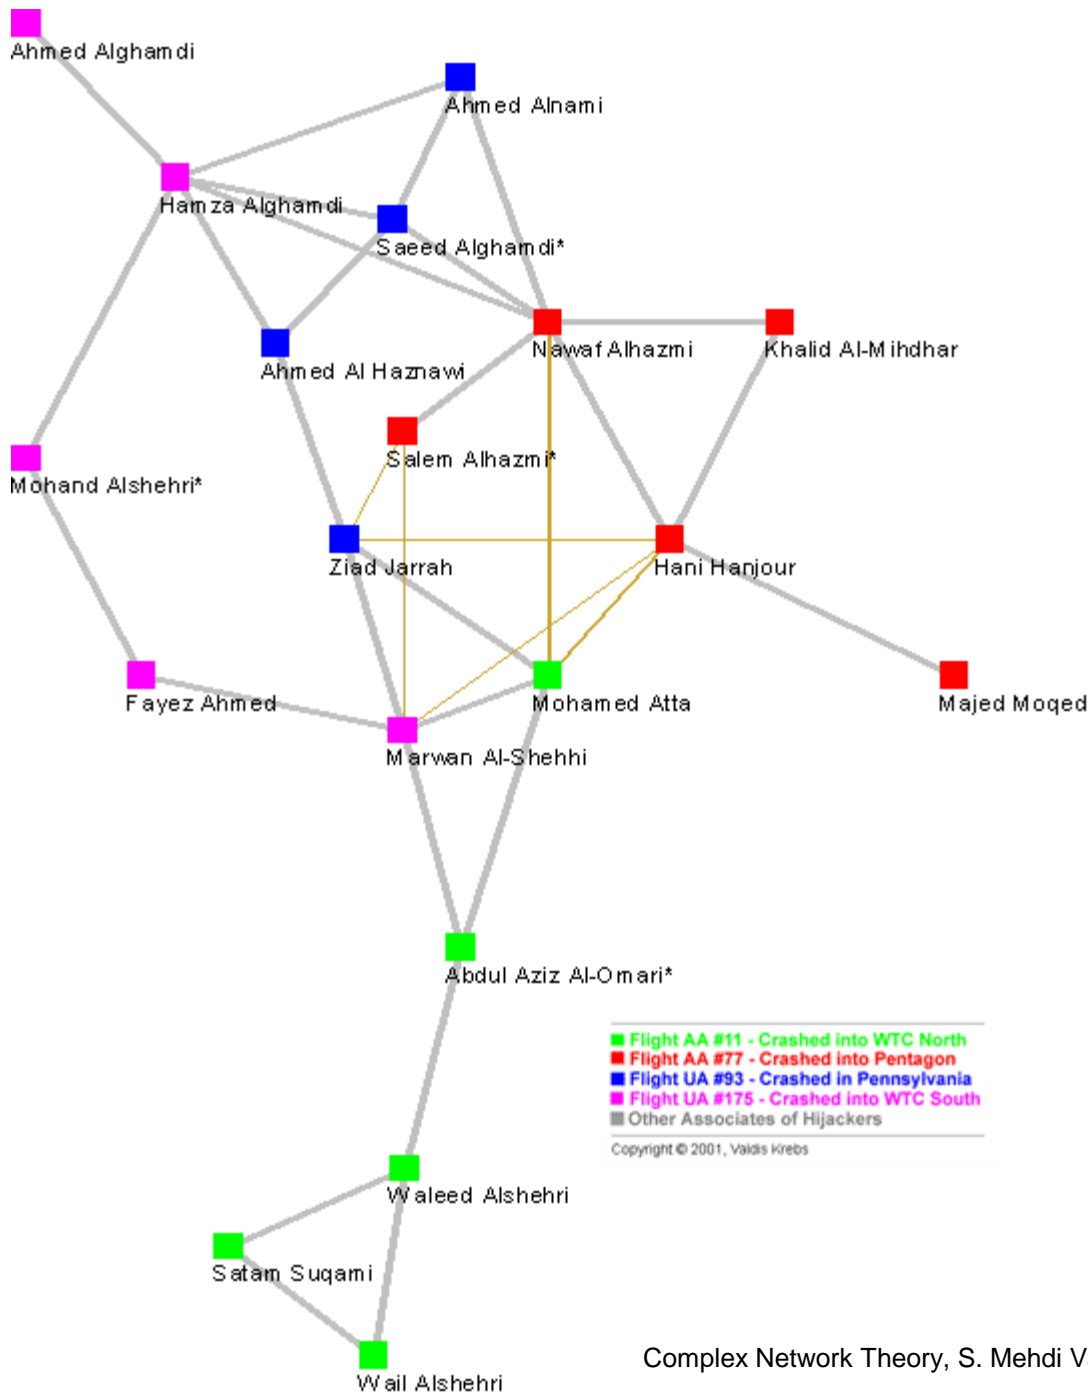 Ahmed Alghamdi
Ahmed Alnami
Hamza Alghamdi
Saeed Alghamdi*
Nawaf Alhazmi
Khalid Al-Mihdhar
Ahmed Al Haznawi
Salem Alhazmi*
Mohand Alshehri*
Ziad Jarrah
Hani Hanjour
Fayez Ahmed
Mohamed Atta
Majed Moqed
Marwan Al-Shehhi
Abdul Aziz Al-Omari*
Flight AA #11 - Crashed into WTC North
Flight AA #77 - Crashed into Pentagon
Flight UA #93 - Crashed in Pennsylvania
Flight UA #175 - Crashed into WTC South
Other Associates of Hijackers
Copyright © 2001, Valdis Krebs
Waleed Alshehri
Satam Suqami
Wail Alshehri
Complex Network Theory, S. Mehdi V